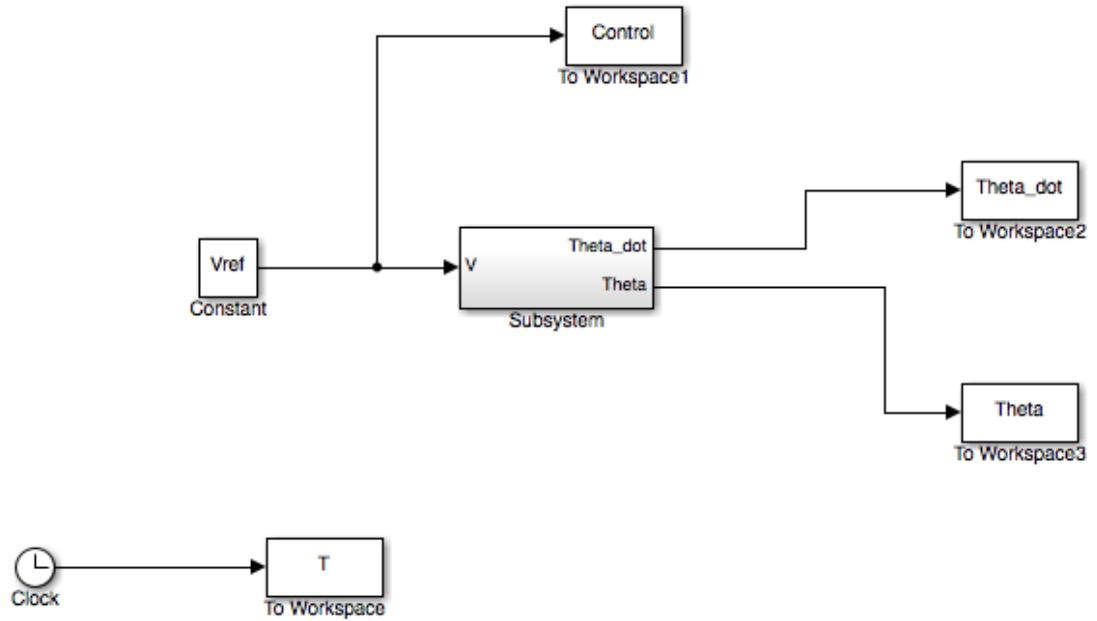 Control
To Workspace1
Theta_dot
To Workspace2
Vref
Constant
V
Theta_dot
Theta
Subsystem
Theta
To Workspace3
T
To Workspace
Clock